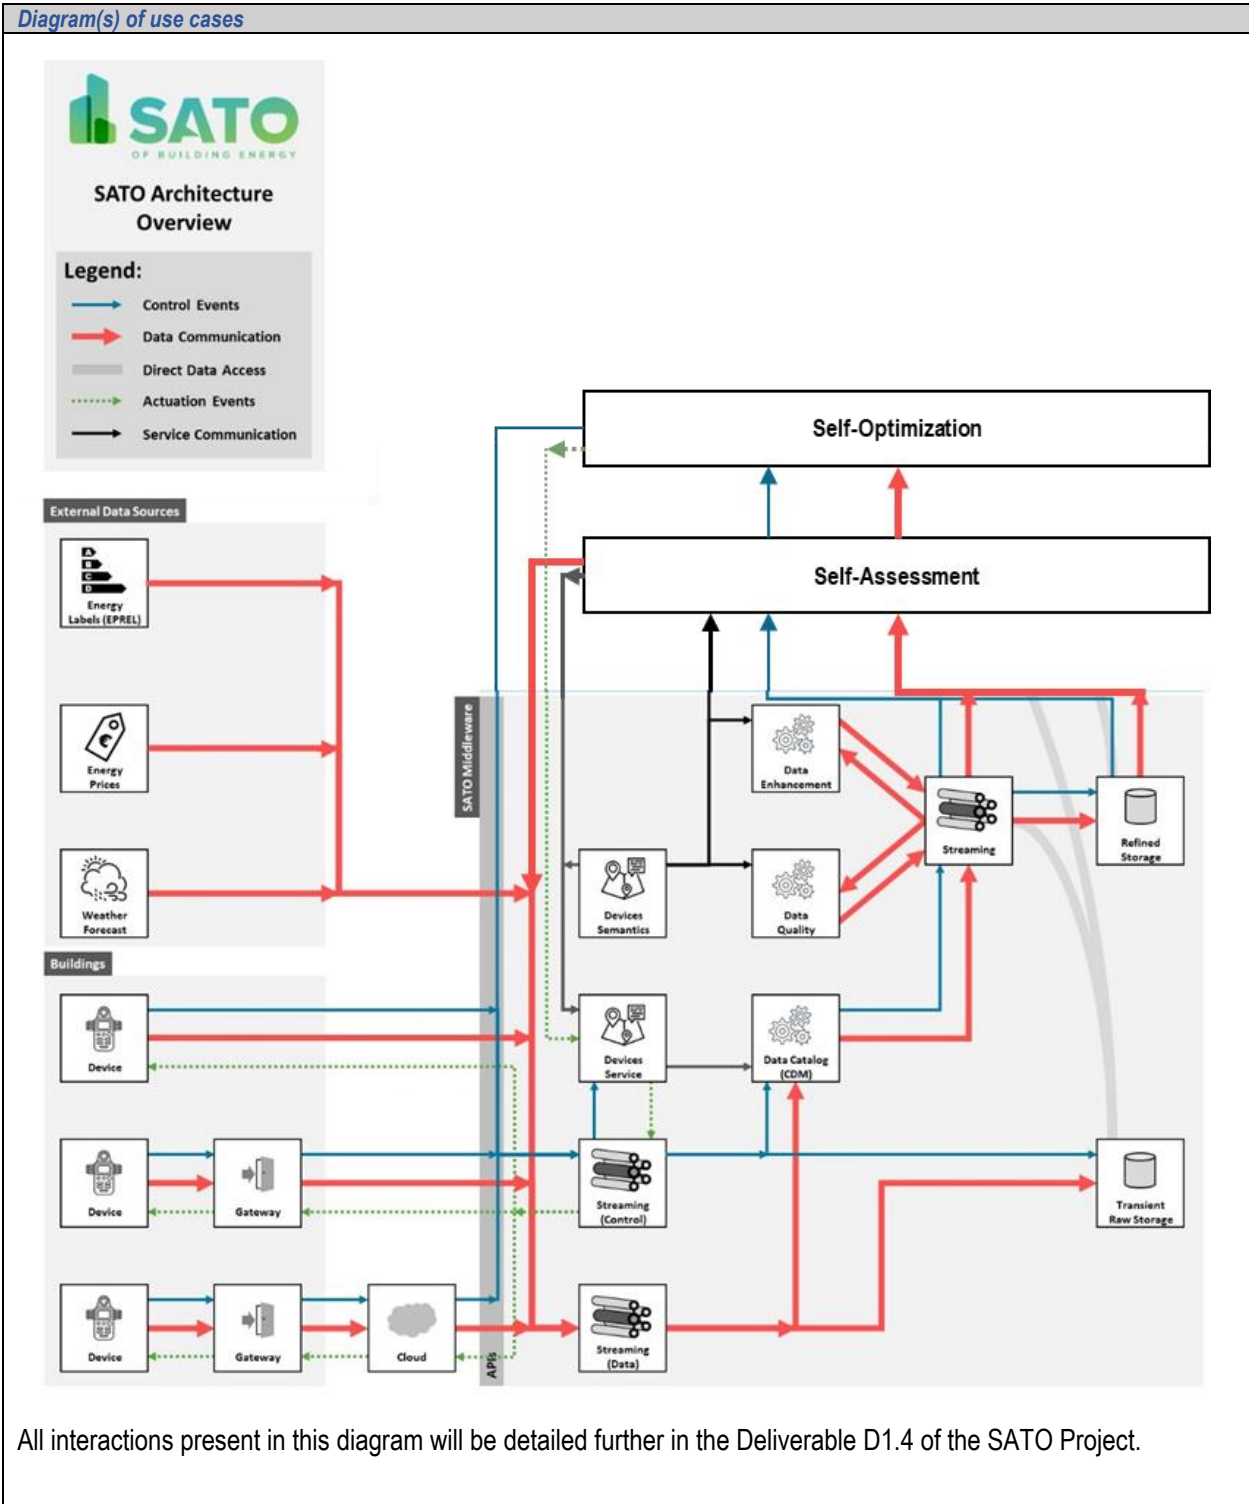 Diagram(s) of use cases
SATO
OF BUILDING ENERGY
SATO Architecture
Overview
Legend:
Control Events
Data Communication
Direct Data Access
Actuation Events
Service Communication
Self-Optimization
Self-Assessment
External Data Sources
A
B
C
D
Energy
Labels (EPREL)
€
Energy
Prices
Weather
Forecast
SATO Middleware
APIs
Data
Enhancement
Streaming
Refined
Storage
Devices
Semantics
Data
Quality
Buildings
Device
Devices
Service
Data Catalog
(CDM)
Device
Gateway
Streaming
(Control)
Transient
Raw Storage
Device
Gateway
Cloud
Streaming
(Data)
All interactions present in this diagram will be detailed further in the Deliverable D1.4 of the SATO Project.